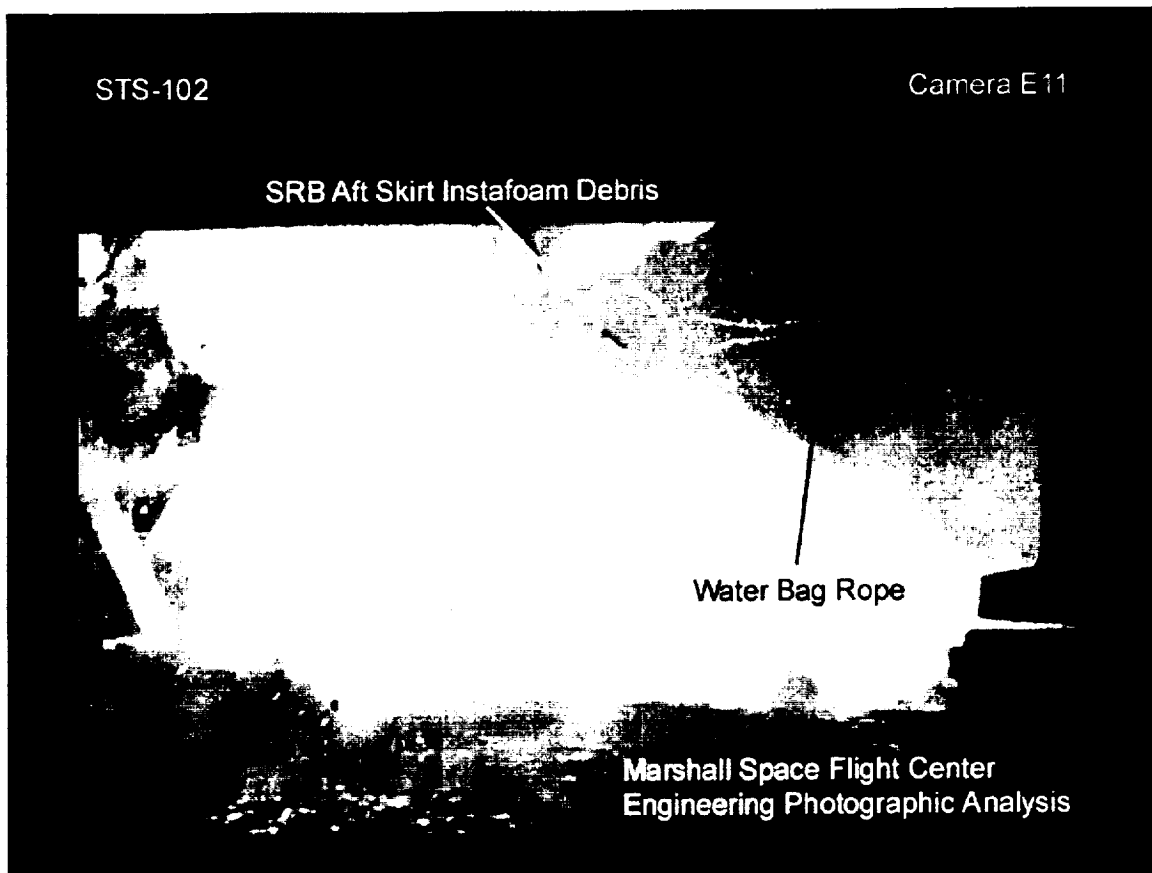 STS-102
Camera E11
SRB Aft Skirt Instafoam Debris
Water Bag Rope
Marshall Space Flight Center
Engineering Photographic Analysis